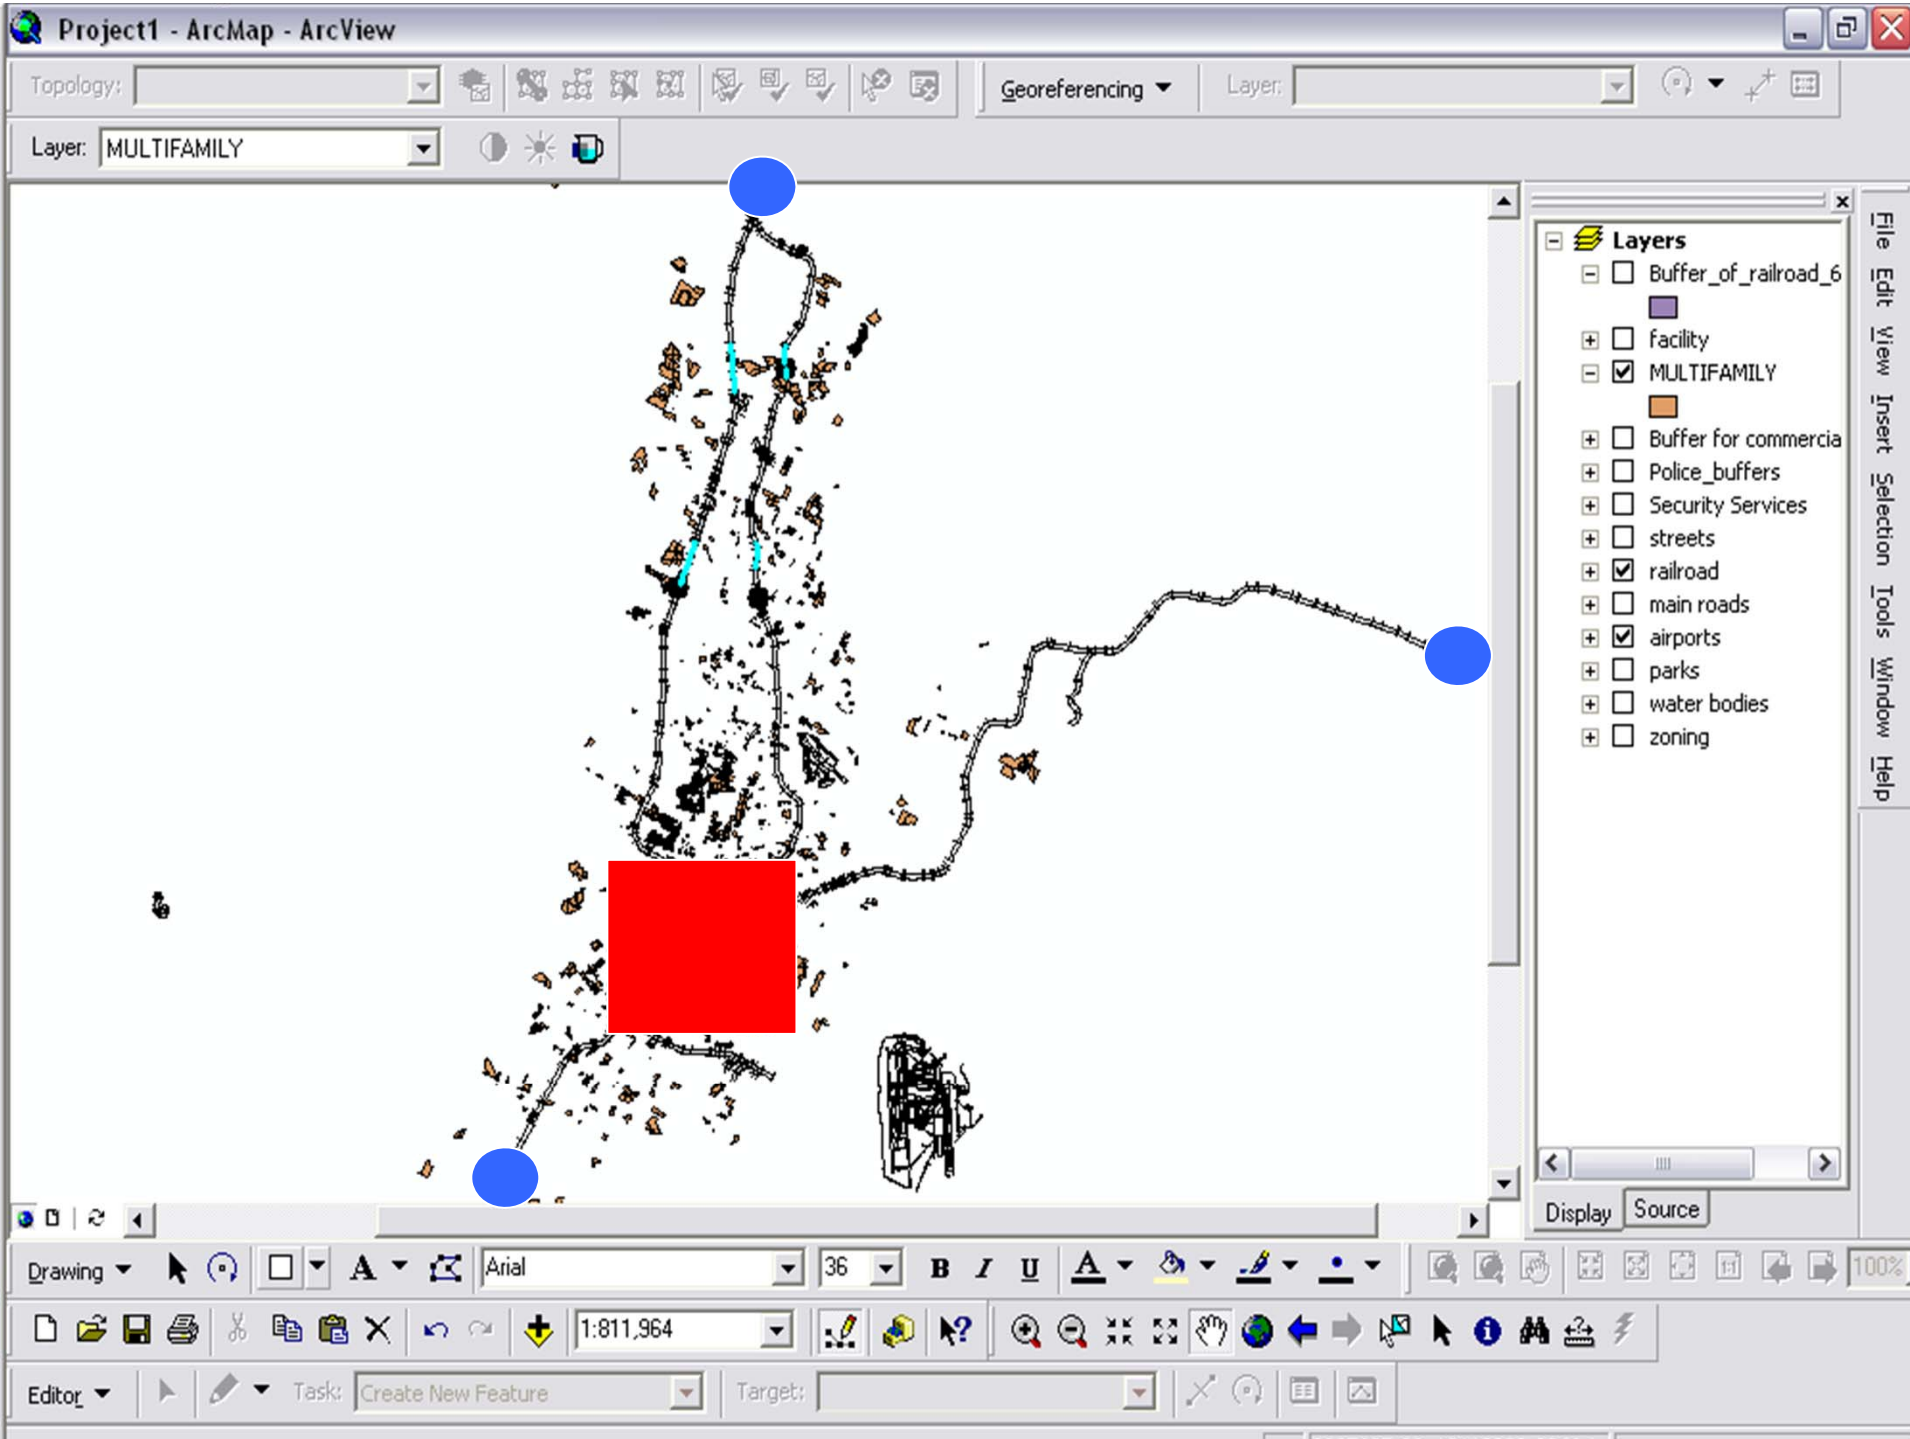 Project1 - ArcMap - ArcView
Topology:
Georeferencing
Layer:
Layer: MULTIFAMILY
Layers
Buffer_of_railroad_6
facility
MULTIFAMILY
Buffer for commercia
Police_buffers
Security Services
streets
railroad
main roads
airports
parks
water bodies
zoning
File Edit View Insert Selection Tools Window Help
Display Source
Drawing A Arial 36 B I U A 1:1 100%
1:811,964
Editor Task: Create New Feature Target: